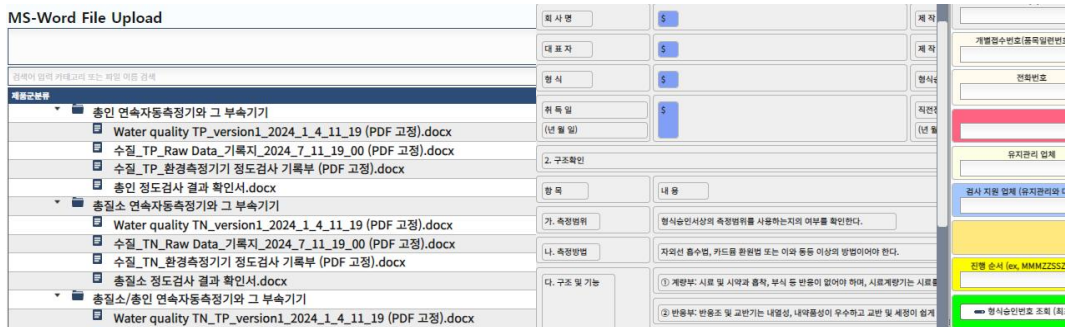 MS-Word File Upload
검색어 입력 카테고리 또는 파일 이름 검색
제품군분류
총인 연속자동측정기와 그 부속기기
Water quality TP_version1_2024_1_4_11_19 (PDF 고정).docx
수질_TP_Raw Data_기록지_2024_7_11_19_00 (PDF 고정).docx
수질_TP_환경측정기기 정도검사 기록부 (PDF 고정).docx
총인 정도검사 결과 확인서.docx
총질소 연속자동측정기와 그 부속기기
Water quality TN_version1_2024_1_4_11_19 (PDF 고정).docx
수질_TN_Raw Data_기록지_2024_7_11_19_00 (PDF 고정).docx
수질_TN_환경측정기기 정도검사 기록부 (PDF 고정).docx
총질소 정도검사 결과 확인서.docx
총질소/총인 연속자동측정기와 그 부속기기
Water quality TN_TP_version1_2024_1_4_11_19 (PDF 고정).docx
회 사 명 $ 제 작
대 표 자 $ 제 작
형 식 $ 형식승
취 득 일 $ 직전
(년 월 일) (년 월
2. 구조확인
항 목 내 용
가. 측정범위 형식승인서상의 측정범위를 사용하는지의 여부를 확인한다.
나. 측정방법 자외선 흡수법, 카드뮴 환원법 또는 이와 동등 이상의 방법이어야 한다.
다. 구조 및 기능 ① 계량부: 시료 및 시약과 흡착, 부식 등 반응이 없어야 하며, 시료계량기는 시료를
② 반응부: 반응조 및 교반기는 내열성, 내약품성이 우수하고 교반 및 세정이 쉽게
개별접수번호(품목일련번호
전화번호
유지관리 업체
검사 지원 업체 (유지관리와
진행 순서 (ex, MMMZZSSZ
형식승인번호 조회 (최